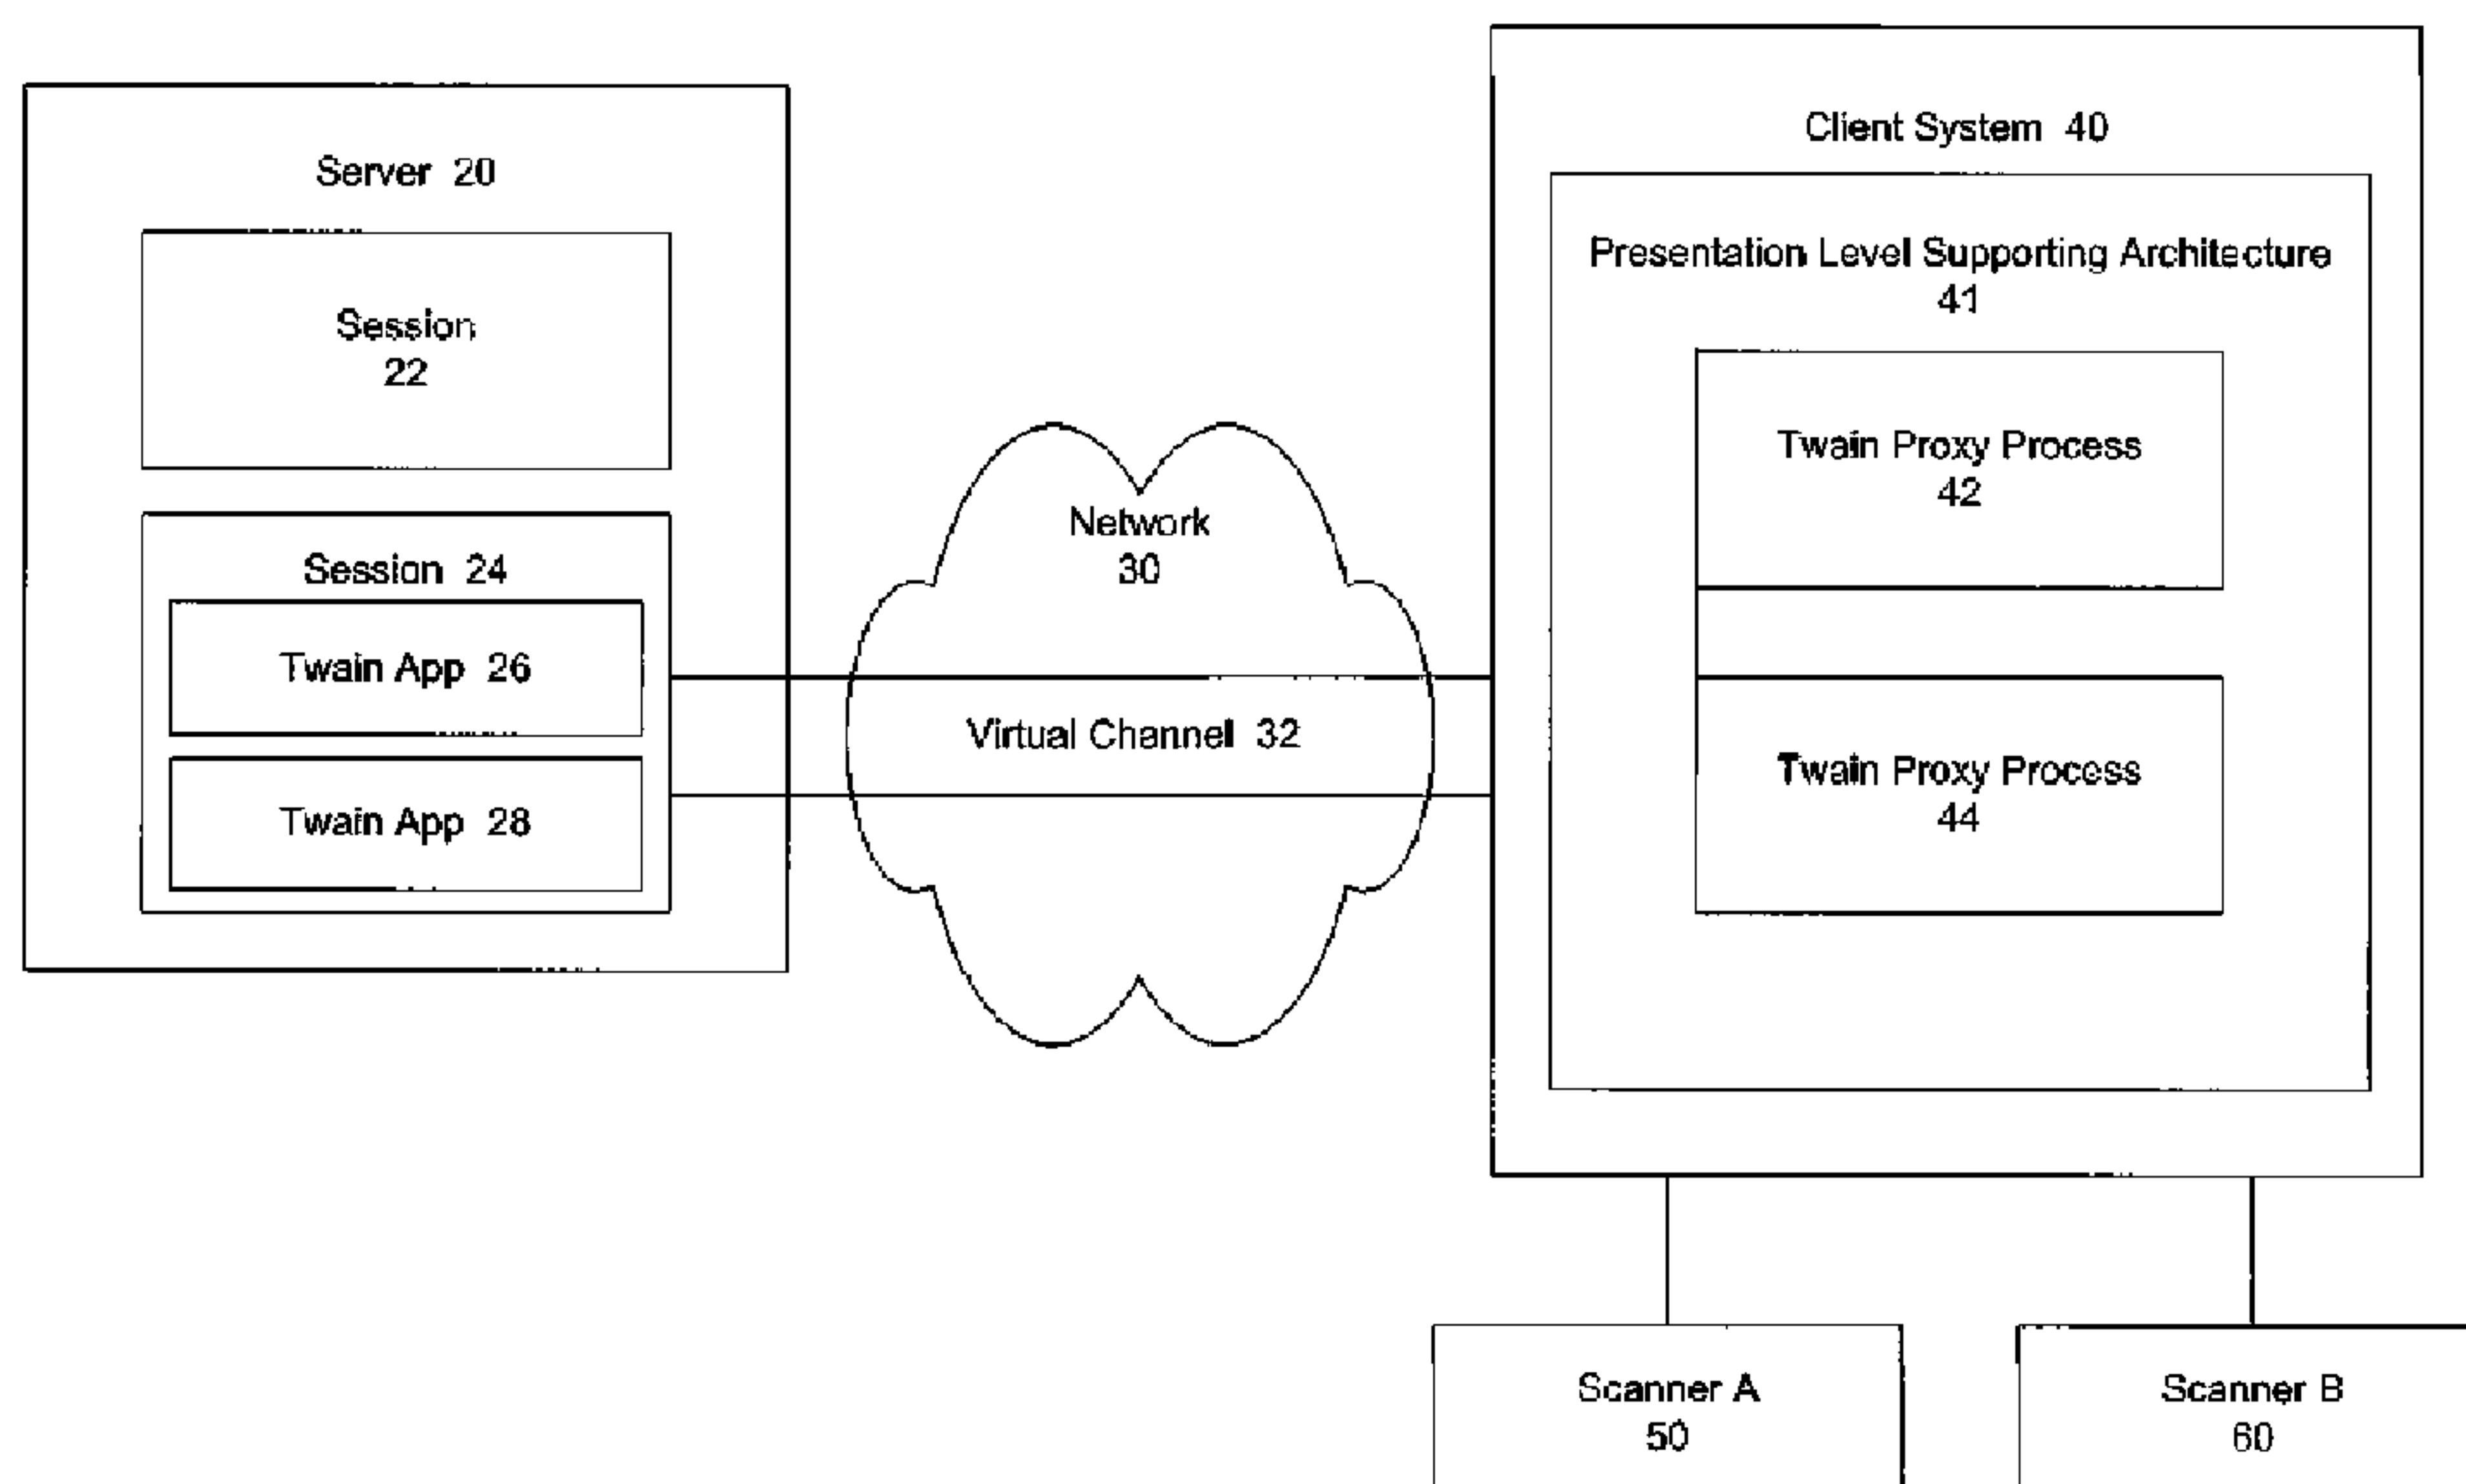 Server 20
Session
22
Session 24
Twain App 26
Twain App 28
Network
30
Virtual Channel 32
Client System 40
Presentation Level Supporting Architecture
41
Twain Proxy Process
42
Twain Proxy Process
44
Scanner A
50
Scanner B
60